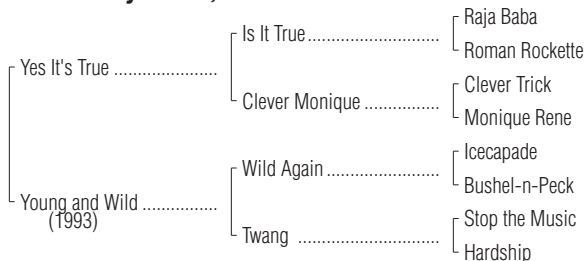 Is It True
Raja Baba
Roman Rockette
Yes It's True
Clever Monique
Clever Trick
Monique Rene
Wild Again
Icecapade
Bushel-n-Peck
Young and Wild
(1993)
Twang
Stop the Music
Hardship